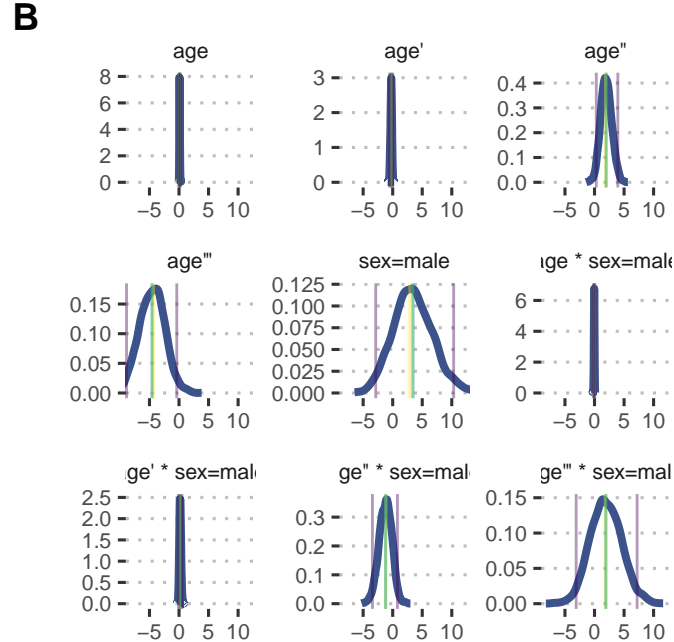 B
age age' age''
8 3 0.4
6 0.3
4 2 0.2
2 1 0.1
0 0 0.0
−5 0 5 10 −5 0 5 10 −5 0 5 10
age''' sex=male age * sex=male
0.15 0.125 6
0.10 0.100 4
0.05 0.075 2
0.00 0.050 0
0.025
0.000
−5 0 5 10 −5 0 5 10 −5 0 5 10
ge' * sex=male ge'' * sex=mal ge''' * sex=mal
2.5 0.3 0.15
2.0 0.2 0.10
1.5 0.1 0.05
1.0 0.0 0.00
0.5
0.0
−5 0 5 10 −5 0 5 10 −5 0 5 10